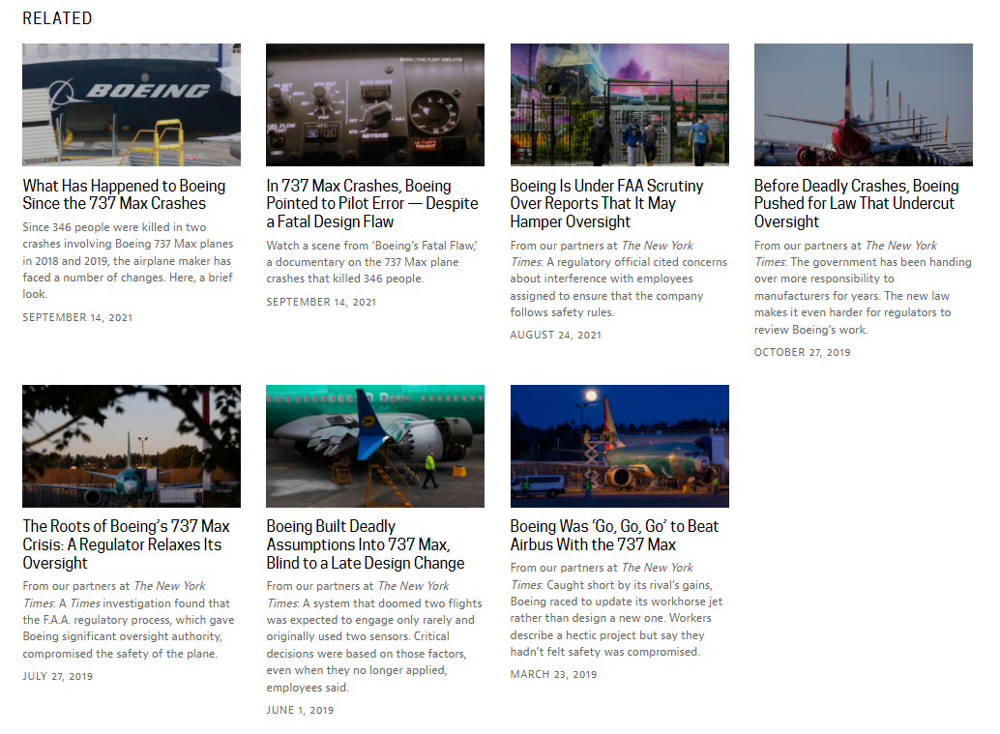 RELATED
BOEING
BOEING 737NG FLIGHT SIMULATOR
AUTO BRAKE
MFD
ANTISKID
What Has Happened to Boeing
Since the 737 Max Crashes
Since 346 people were killed in two
crashes involving Boeing 737 Max planes
in 2018 and 2019, the airplane maker has
faced a number of changes. Here, a brief
look.
SEPTEMBER 14, 2021
In 737 Max Crashes, Boeing
Pointed to Pilot Error — Despite
a Fatal Design Flaw
Watch a scene from ‘Boeing’s Fatal Flaw,’
a documentary on the 737 Max plane
crashes that killed 346 people.
SEPTEMBER 14, 2021
Boeing Is Under FAA Scrutiny
Over Reports That It May
Hamper Oversight
From our partners at The New York
Times: A regulatory official cited concerns
about interference with employees
assigned to ensure that the company
follows safety rules.
AUGUST 24, 2021
Before Deadly Crashes, Boeing
Pushed for Law That Undercut
Oversight
From our partners at The New York
Times: The government has been handing
over more responsibility to
manufacturers for years. The new law
makes it even harder for regulators to
review Boeing’s work.
OCTOBER 27, 2019
The Roots of Boeing’s 737 Max
Crisis: A Regulator Relaxes Its
Oversight
From our partners at The New York
Times: A Times investigation found that
the F.A.A. regulatory process, which gave
Boeing significant oversight authority,
compromised the safety of the plane.
JULY 27, 2019
Boeing Built Deadly
Assumptions Into 737 Max,
Blind to a Late Design Change
From our partners at The New York
Times: A system that doomed two flights
was expected to engage only rarely and
originally used two sensors. Critical
decisions were based on those factors,
even when they no longer applied,
employees said.
JUNE 1, 2019
Boeing Was ‘Go, Go, Go’ to Beat
Airbus With the 737 Max
From our partners at The New York
Times: Caught short by its rival’s gains,
Boeing raced to update its workhorse jet
rather than design a new one. Workers
describe a hectic project but say they
hadn’t felt safety was compromised.
MARCH 23, 2019